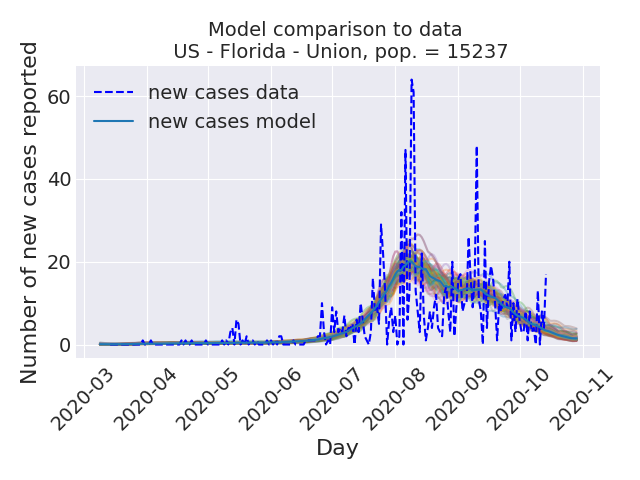 Model comparison to data
US - Florida - Union, pop. = 15237
new cases data
new cases model
Number of new cases reported
60
40
20
0
2020-03
2020-04
2020-05
2020-06
2020-07
2020-08
2020-09
2020-10
2020-11
Day